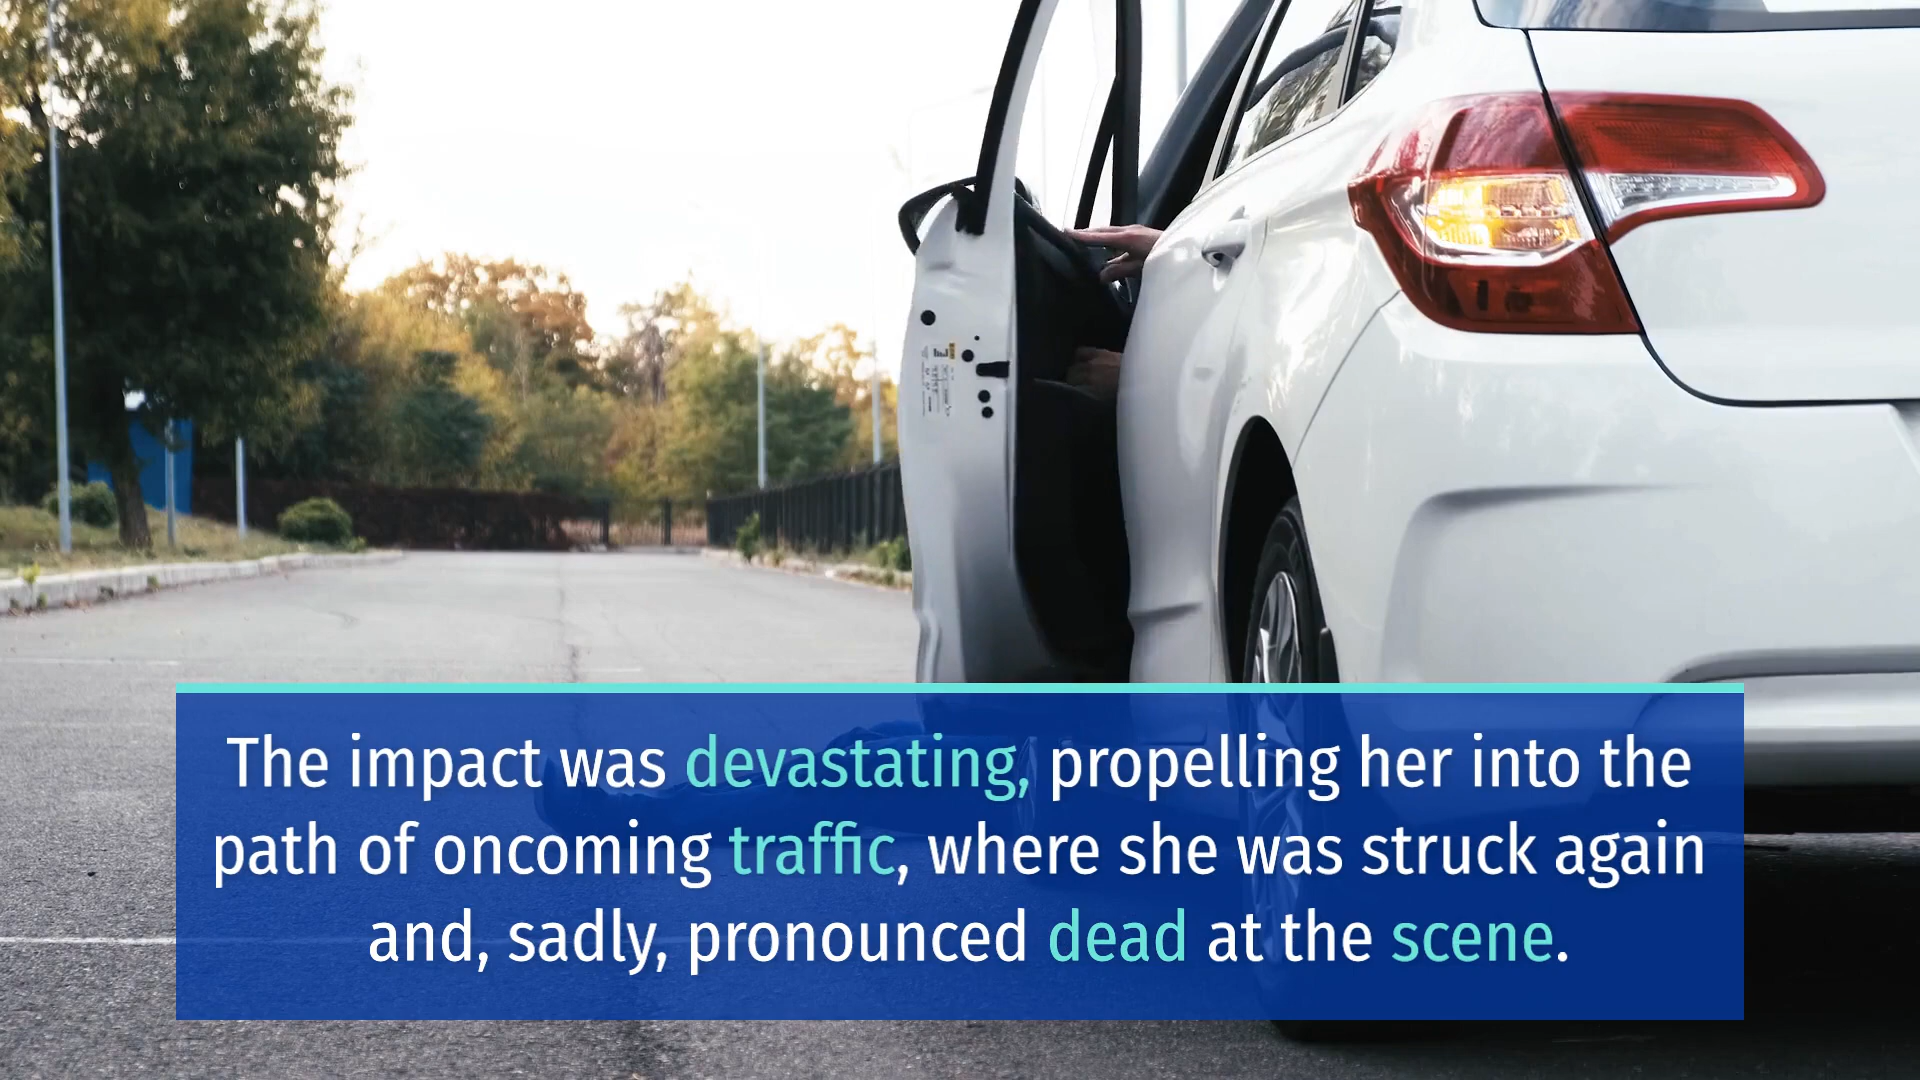 The impact was devastating, propelling her into the
path of oncoming traffic, where she was struck again
and, sadly, pronounced dead at the scene.